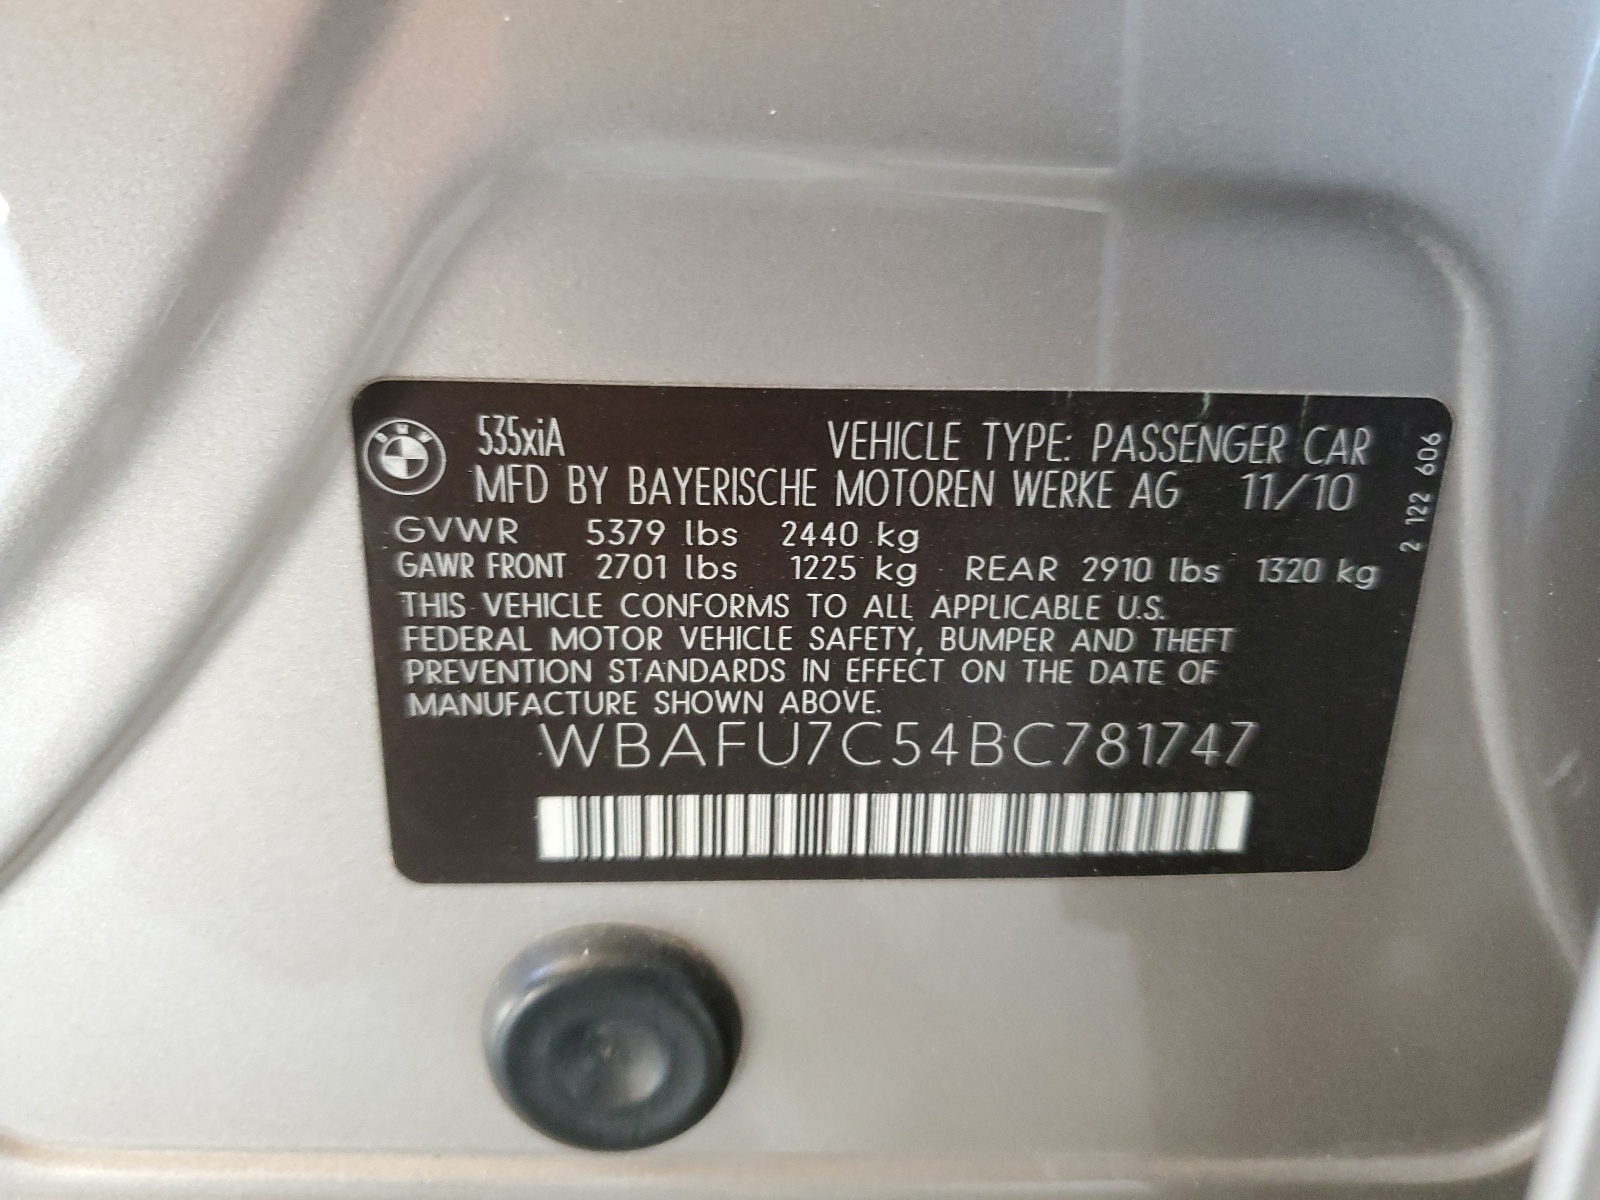 BMW
535xiA VEHICLE TYPE: PASSENGER CAR
MFD BY BAYERISCHE MOTOREN WERKE AG 11/10
GVWR 5379 lbs 2440 kg
GAWR FRONT 2701 lbs 1225 kg REAR 2910 lbs 1320 kg
THIS VEHICLE CONFORMS TO ALL APPLICABLE U.S.
FEDERAL MOTOR VEHICLE SAFETY, BUMPER AND THEFT
PREVENTION STANDARDS IN EFFECT ON THE DATE OF
MANUFACTURE SHOWN ABOVE.
WBAFU7C54BC781747
2 122 606